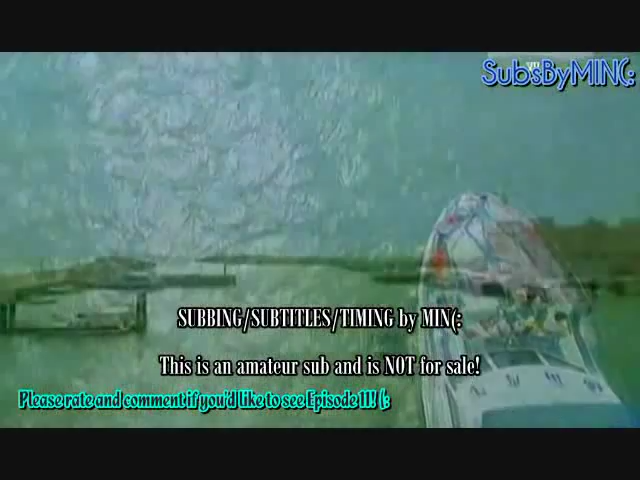 SubsByMIN(:
SUBBING/SUBTITLES/TIMING by MIN(:
This is an amateur sub and is NOT for sale!
Please rate and comment if you'd like to see Episode 11! (: